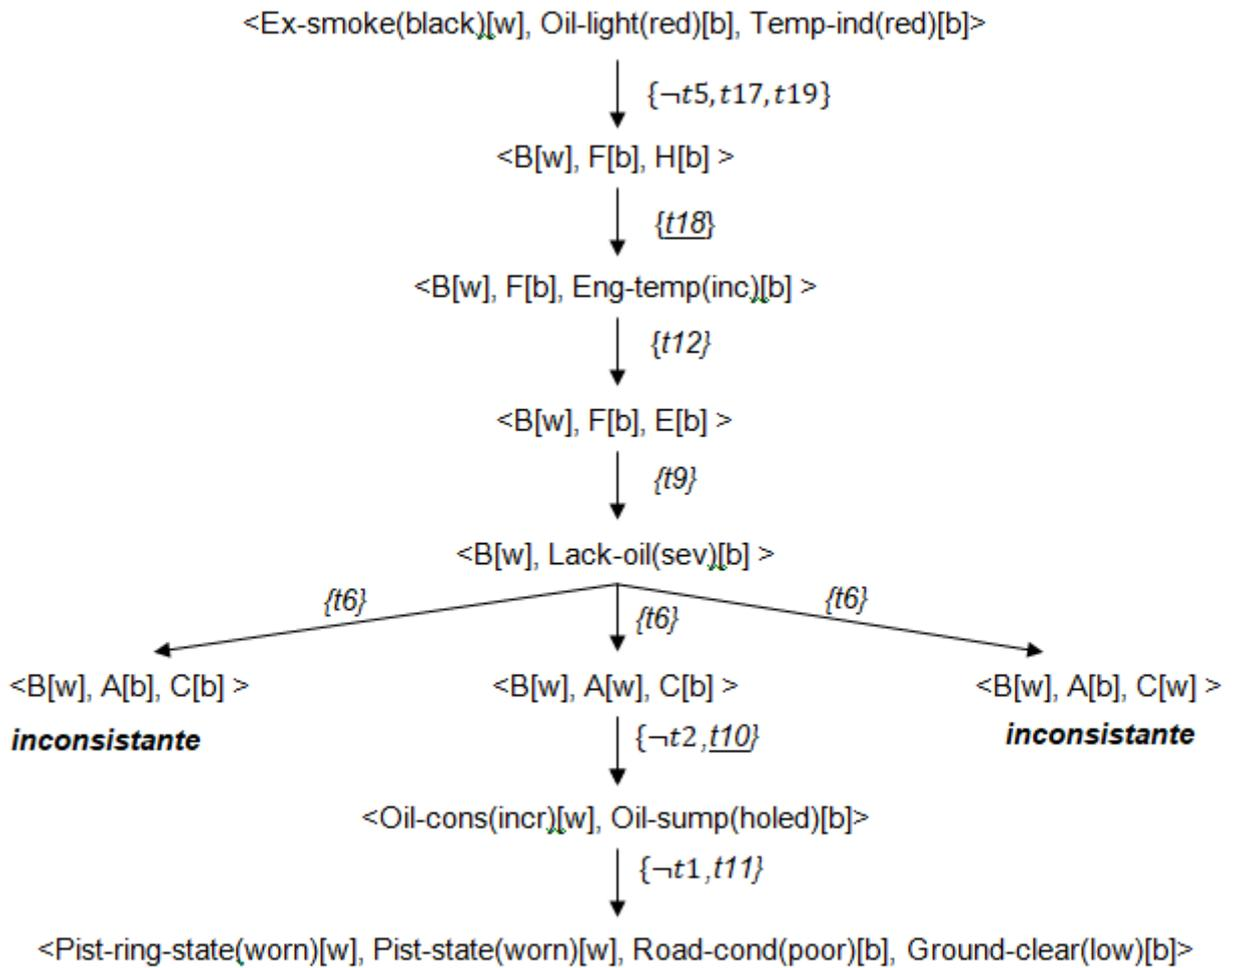 <Ex-smoke(black)[w], Oil-light(red)[b], Temp-ind(red)[b]>
{¬t5,t17,t19}
<B[w], F[b], H[b] >
{t18}
<B[w], F[b], Eng-temp(inc)[b] >
{t12}
<B[w], F[b], E[b] >
{t9}
<B[w], Lack-oil(sev)[b] >
{t6} {t6} {t6}
<B[w], A[b], C[b] > <B[w], A[w], C[b] > <B[w], A[b], C[w] >
inconsistante inconsistante
{¬t2,t10}
<Oil-cons(incr)[w], Oil-sump(holed)[b]>
{¬t1,t11}
<Pist-ring-state(worn)[w], Pist-state(worn)[w], Road-cond(poor)[b], Ground-clear(low)[b]>